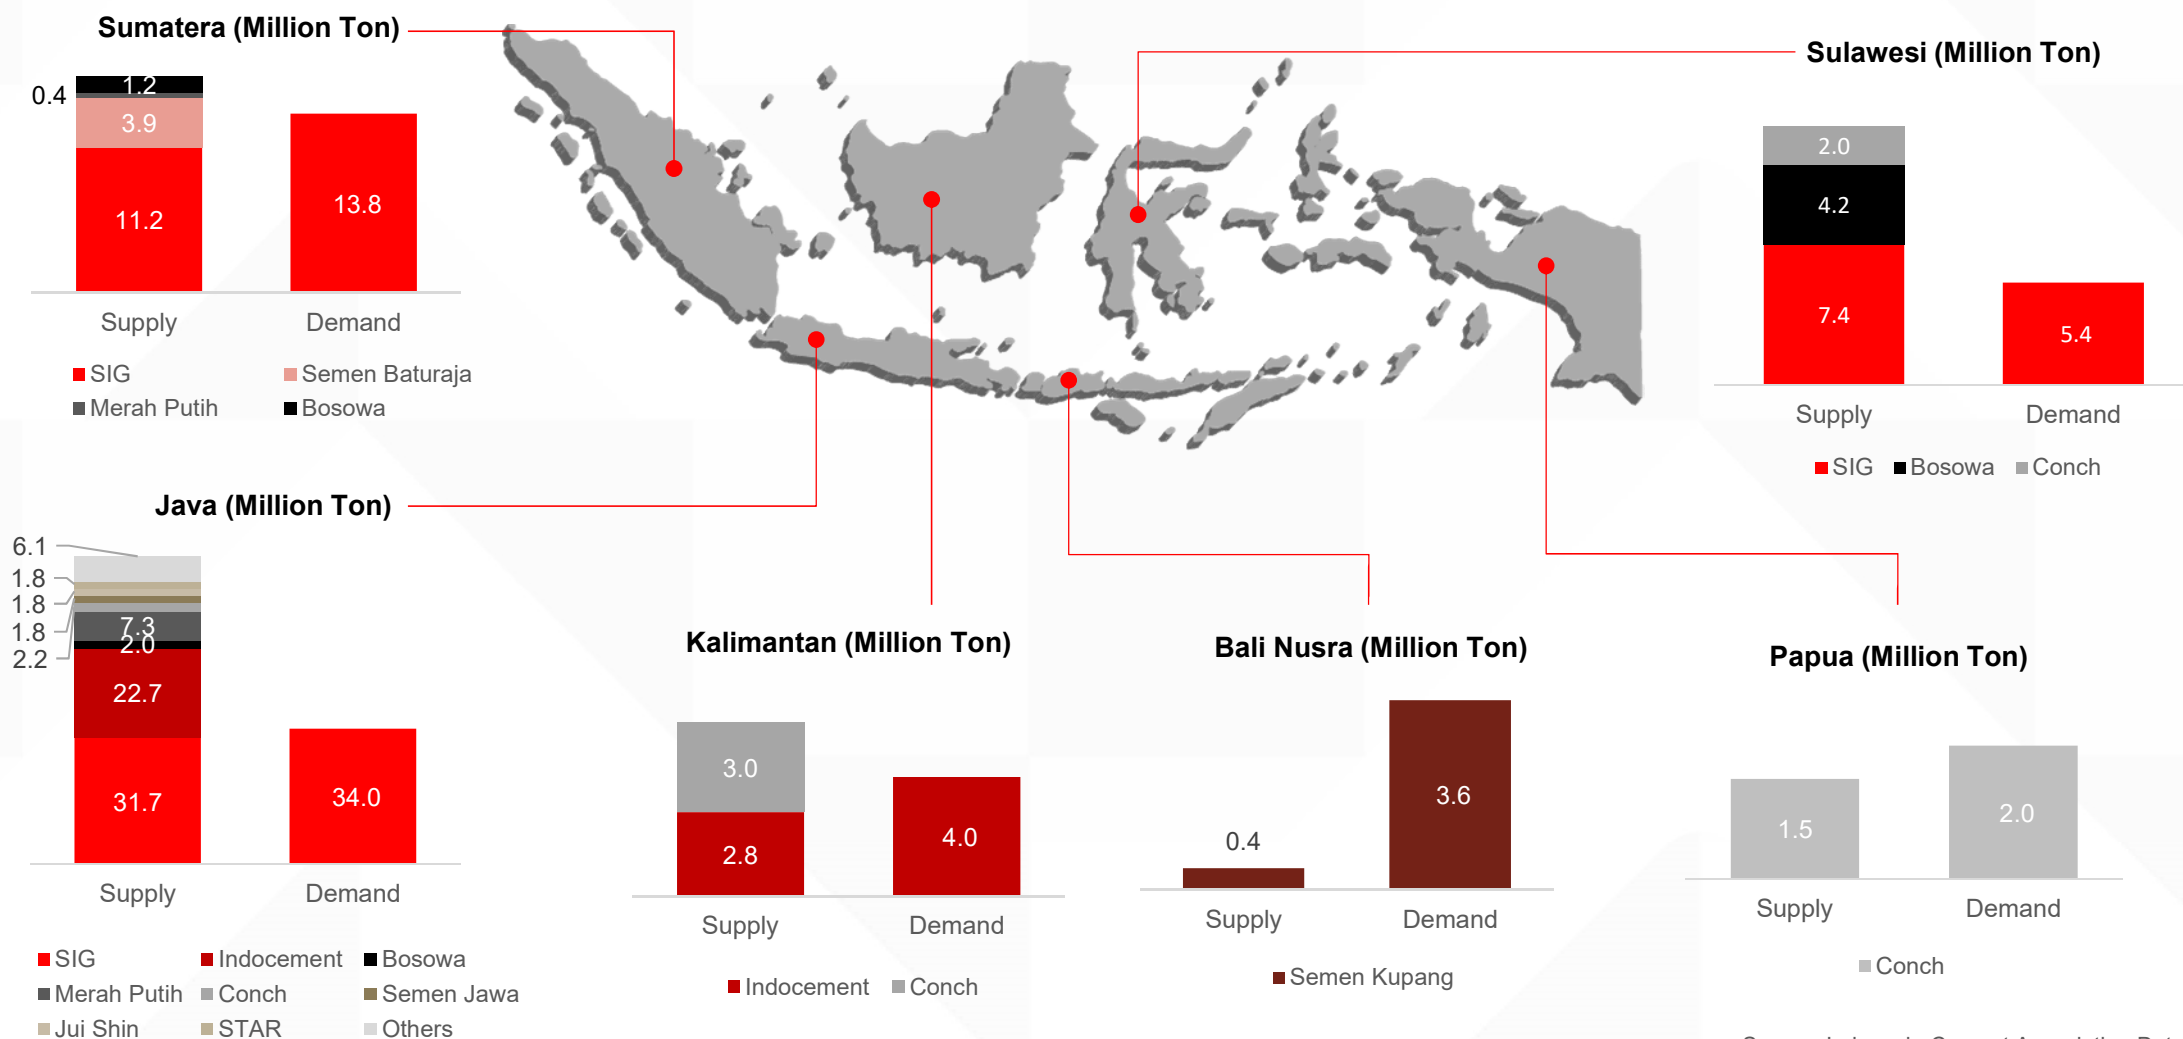 Sumatera (Million Ton)
1.2
0.4
3.9
11.2
13.8
Supply
Demand
SIG
Semen Baturaja
Merah Putih
Bosowa
Sulawesi (Million Ton)
2.0
4.2
7.4
5.4
Supply
Demand
SIG
Bosowa
Conch
Java (Million Ton)
6.1
1.8
1.8
1.8
2.2
7.3
2.0
22.7
31.7
34.0
Supply
Demand
SIG
Indocement
Bosowa
Merah Putih
Conch
Semen Jawa
Jui Shin
STAR
Others
Kalimantan (Million Ton)
3.0
2.8
4.0
Supply
Demand
Indocement
Conch
Bali Nusra (Million Ton)
0.4
3.6
Supply
Demand
Semen Kupang
Papua (Million Ton)
1.5
2.0
Supply
Demand
Conch